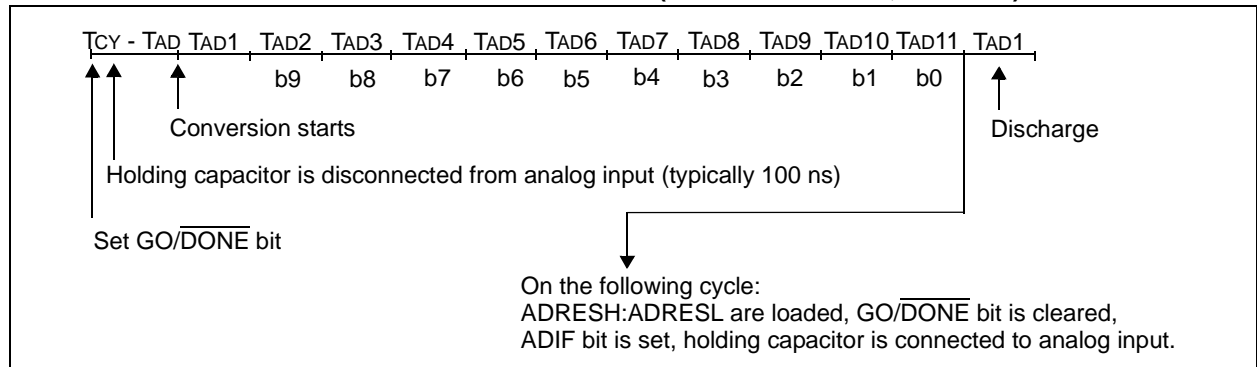 TCY - TAD TAD1 TAD2 TAD3 TAD4 TAD5 TAD6 TAD7 TAD8 TAD9 TAD10 TAD11 TAD1
b9 b8 b7 b6 b5 b4 b3 b2 b1 b0
Conversion starts
Discharge
Holding capacitor is disconnected from analog input (typically 100 ns)
Set GO/DONE bit
On the following cycle:
ADRESH:ADRESL are loaded, GO/DONE bit is cleared,
ADIF bit is set, holding capacitor is connected to analog input.